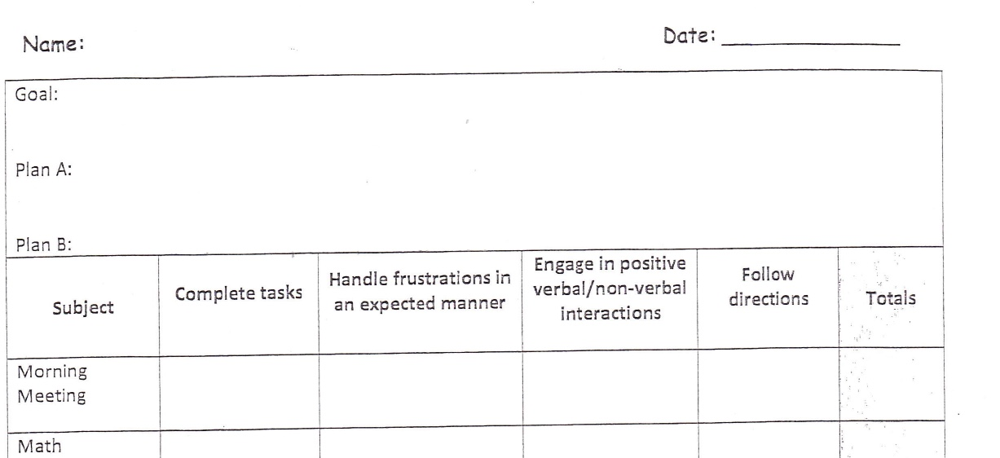 Name:
Date:
Goal:
Plan A:
Plan B:
Subject
Complete tasks
Handle frustrations in
an expected manner
Engage in positive
verbal/non-verbal
interactions
Follow
directions
Totals
Morning
Meeting
Math